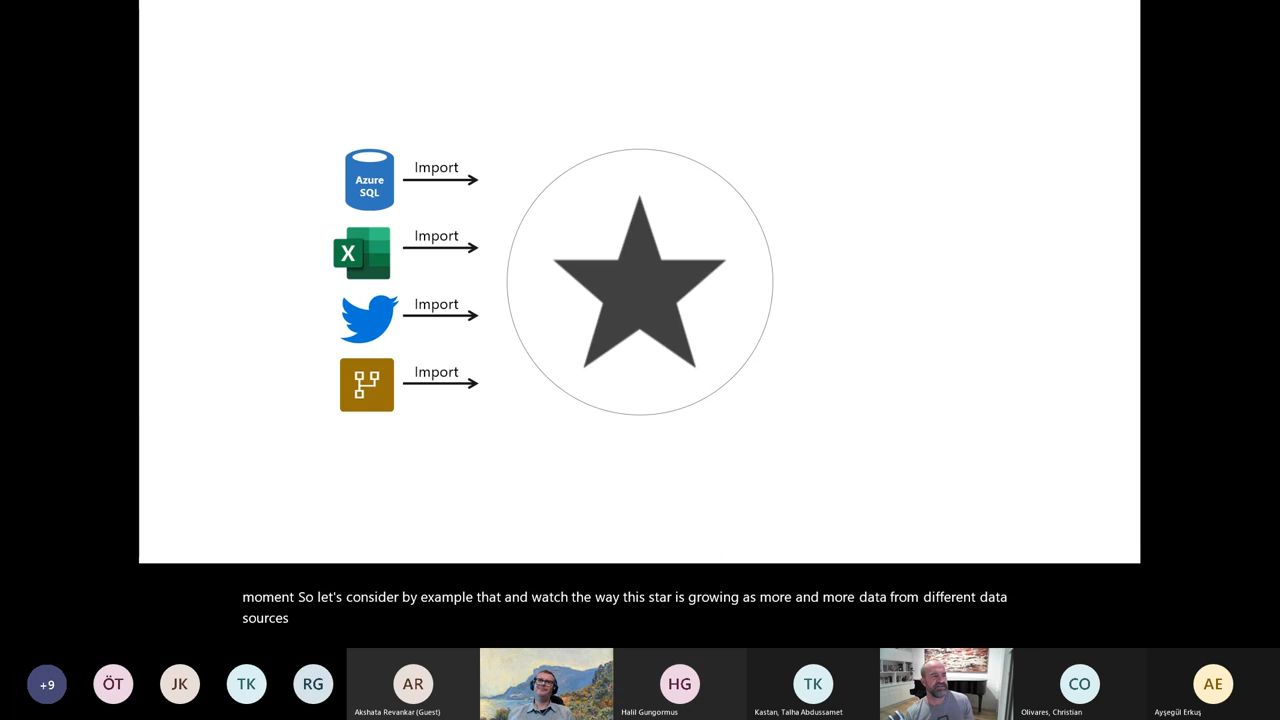 Import
Azure
SQL
Import
X
Import
Import
moment So let's consider by example that and watch the way this star is growing as more and more data from different data
sources
+9
ÖT
JK
TK
RG
AR
HG
TK
CO
AE
Akshata Revankar (Guest)
Halil Gungormus
Kastan, Talha Abdussamet
Olivares, Christian
Ayşegül Erkuş